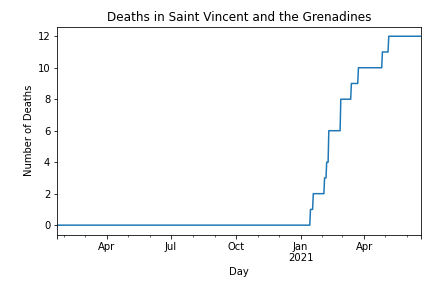 Deaths in Saint Vincent and the Grenadines
12
10
8
6
4
2
0
Number of Deaths
Apr
Jul
Oct
Jan
2021
Apr
Day